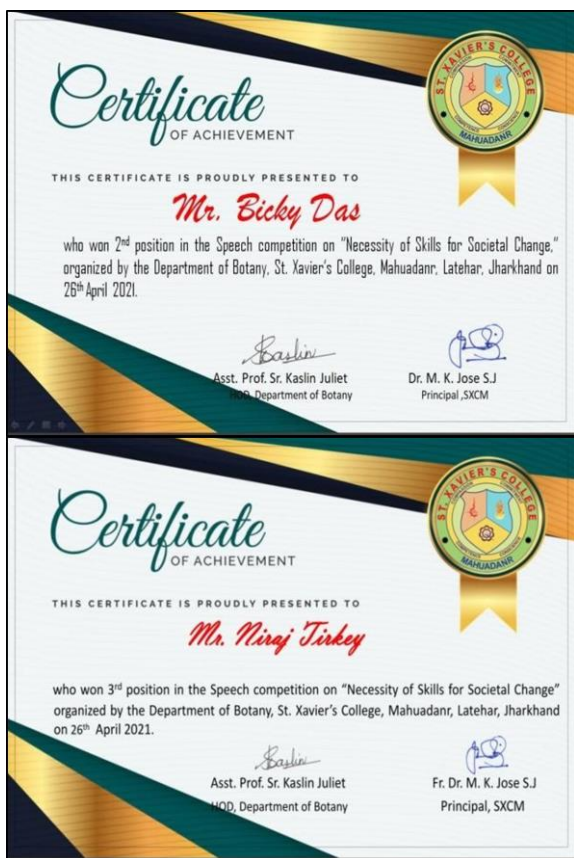 Certificate
OF ACHIEVEMENT
ST. XAVIER'S COLLEGE
MAHUADANR
THIS CERTIFICATE IS PROUDLY PRESENTED TO
Mr. Bicky Das
who won 2nd position in the Speech competition on "Necessity of Skills for Societal Change,"
organized by the Department of Botany, St. Xavier's College, Mahuadanr, Latehar, Jharkhand on
26th April 2021.
Asst. Prof. Sr. Kaslin Juliet
HOD, Department of Botany
Dr. M. K. Jose S.J
Principal ,SXCM
Certificate
OF ACHIEVEMENT
ST. XAVIER'S COLLEGE
MAHUADANR
THIS CERTIFICATE IS PROUDLY PRESENTED TO
Mr. Niraj Tirkey
who won 3rd position in the Speech competition on "Necessity of Skills for Societal Change"
organized by the Department of Botany, St. Xavier's College, Mahuadanr, Latehar, Jharkhand
on 26th April 2021.
Asst. Prof. Sr. Kaslin Juliet
HOD, Department of Botany
Fr. Dr. M. K. Jose S.J
Principal, SXCM